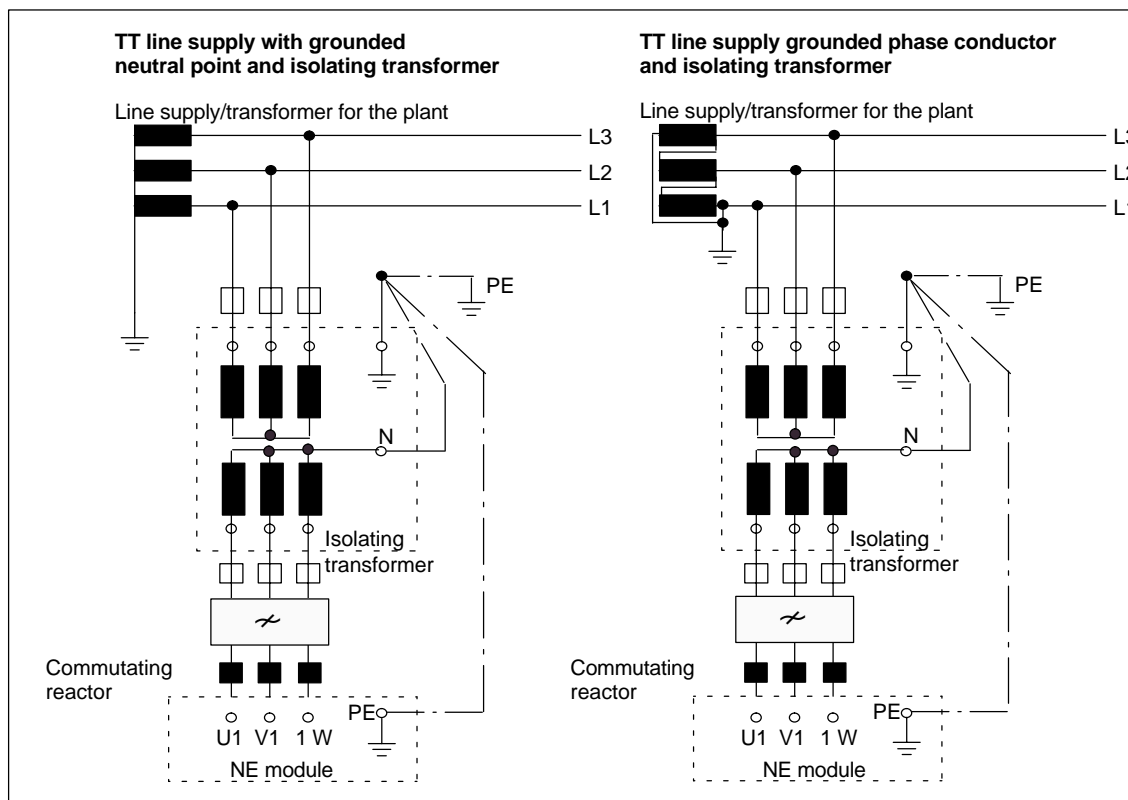 TT line supply with grounded
neutral point and isolating transformer
Line supply/transformer for the plant
L3
L2
L1
PE
N
Isolating
transformer
Commutating
reactor
PE
U1 V1 1 W
NE module
TT line supply grounded phase conductor
and isolating transformer
Line supply/transformer for the plant
L3
L2
L1
PE
N
Isolating
transformer
Commutating
reactor
PE
U1 V1 1 W
NE module